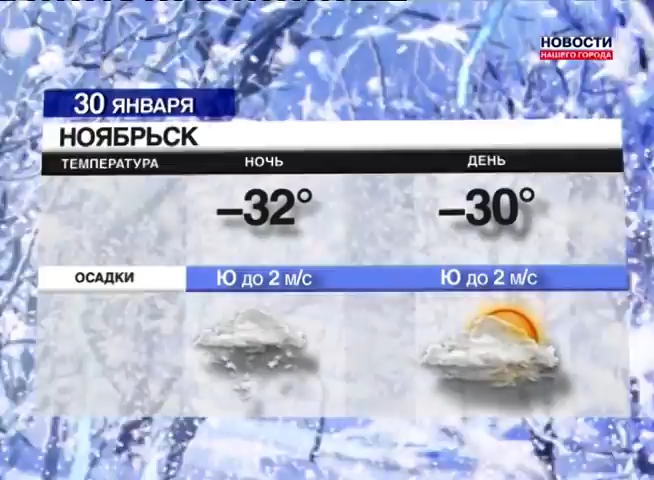 НОВОСТИ
НАШЕГО ГОРОДА
30 ЯНВАРЯ
НОЯБРЬСК
ТЕМПЕРАТУРА НОЧЬ ДЕНЬ
–32° –30°
ОСАДКИ Ю ДО 2 М/С Ю ДО 2 М/С